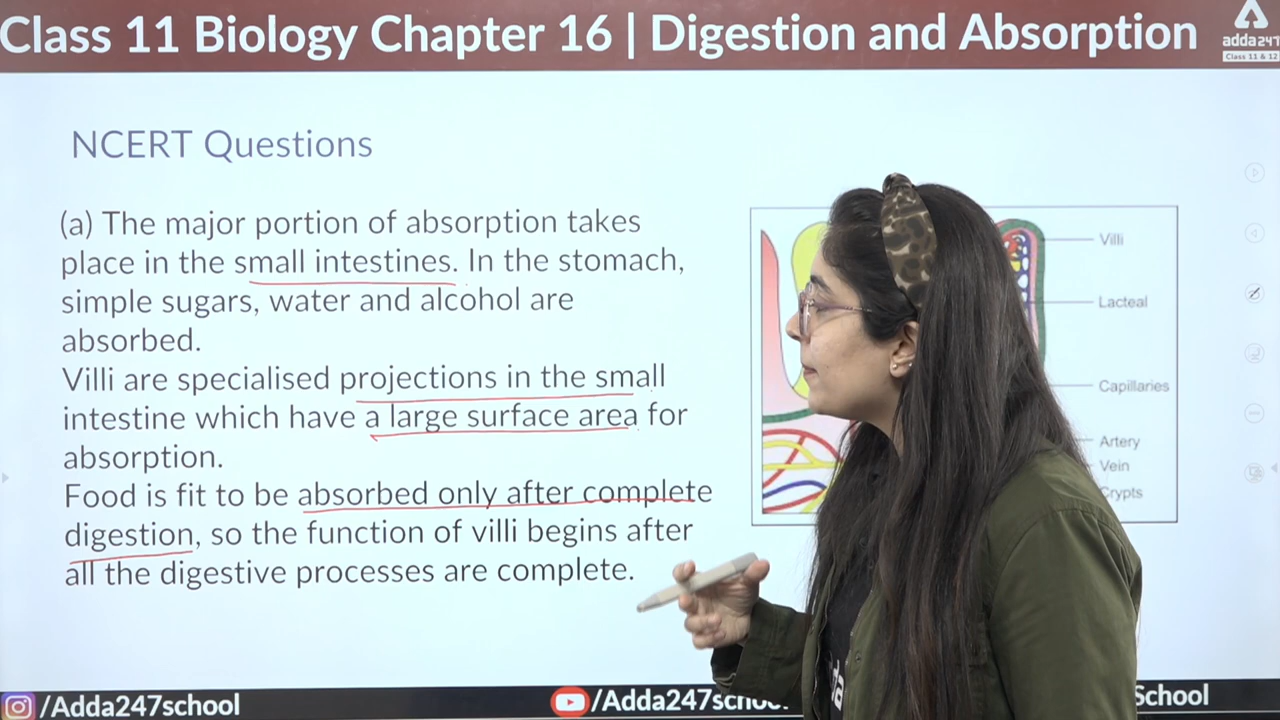 Class 11 Biology Chapter 16 | Digestion and Absorption
adda247
Class 11 & 12
NCERT Questions
(a) The major portion of absorption takes
place in the small intestines. In the stomach,
simple sugars, water and alcohol are
absorbed.
Villi are specialised projections in the small
intestine which have a large surface area for
absorption.
Food is fit to be absorbed only after complete
digestion, so the function of villi begins after
all the digestive processes are complete.
Villi
Lacteal
Capillaries
Artery
Vein
Crypts
/Adda247school
/Adda247school
School